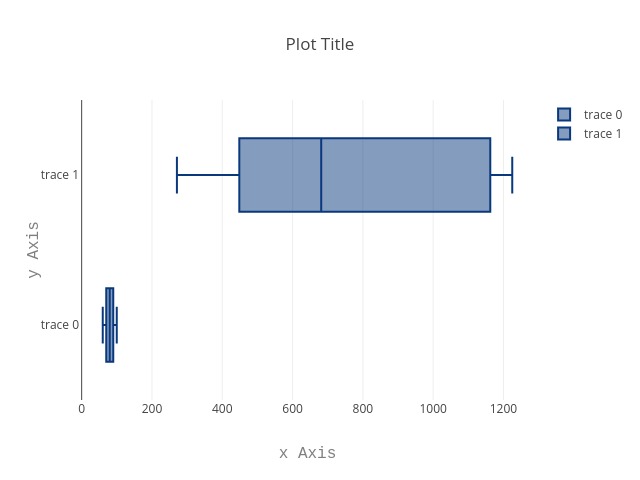 Plot Title
trace 0
trace 1
trace 1
trace 0
y Axis
0
200
400
600
800
1000
1200
x Axis